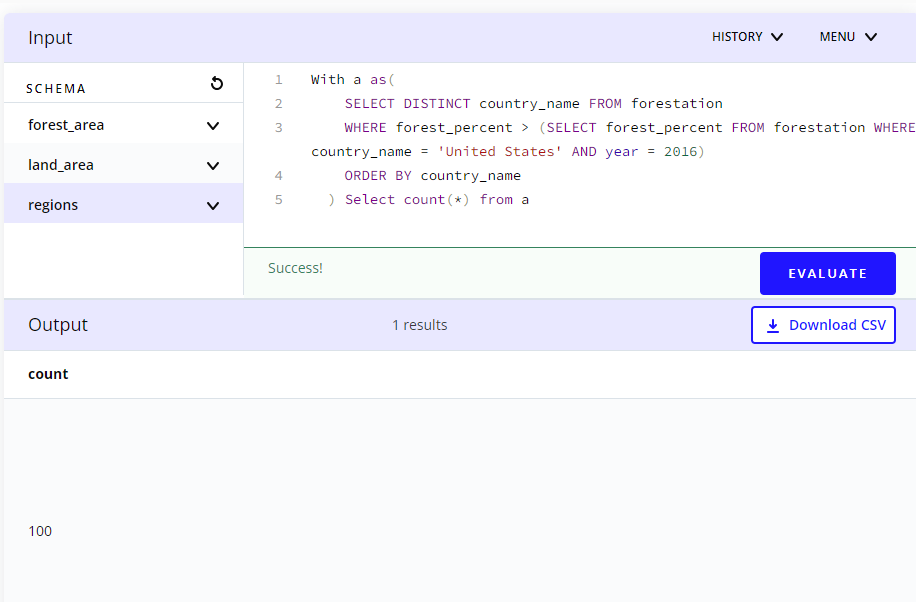 Input
HISTORY
MENU
SCHEMA
forest_area
land_area
regions
1 With a as(
2 SELECT DISTINCT country_name FROM forestation
3 WHERE forest_percent > (SELECT forest_percent FROM forestation WHERE
country_name = 'United States' AND year = 2016)
4 ORDER BY country_name
5 ) Select count(*) from a
Success!
EVALUATE
Output
1 results
Download CSV
count
100